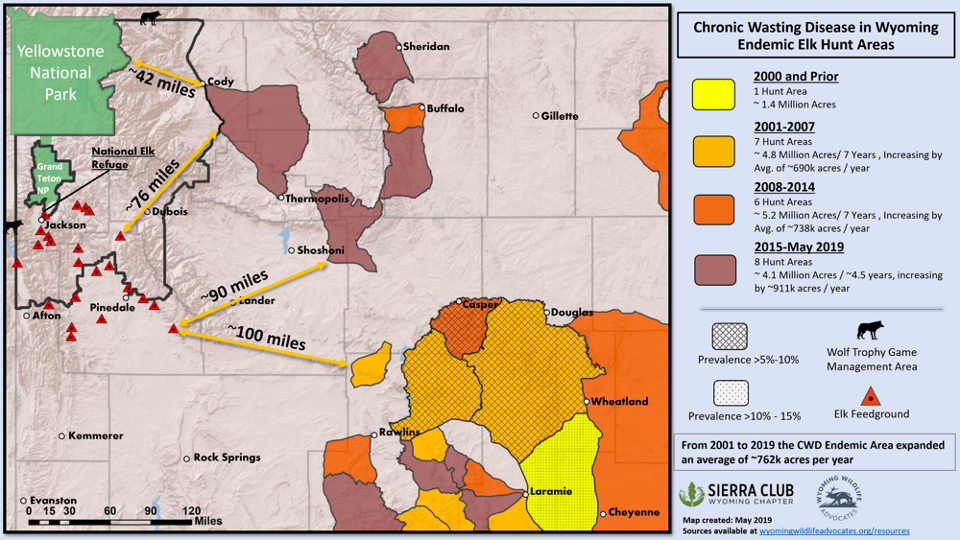 Chronic Wasting Disease in Wyoming
Endemic Elk Hunt Areas
2000 and Prior
1 Hunt Area
~ 1.4 Million Acres
2001-2007
7 Hunt Areas
~ 4.8 Million Acres/ 7 Years , Increasing by
Avg. of ~690k acres / year
2008-2014
6 Hunt Areas
~ 5.2 Million Acres/ 7 Years, Increasing by
Avg. of ~738k acres / year
2015-May 2019
8 Hunt Areas
~ 4.1 Million Acres / ~4.5 years, increasing
by ~911k acres / year
Prevalence >5%-10%
Wolf Trophy Game
Management Area
Prevalence >10% - 15%
Elk Feedground
From 2001 to 2019 the CWD Endemic Area expanded
an average of ~762k acres per year
SIERRA CLUB
WYOMING CHAPTER
WYOMING WILDLIFE
ADVOCATES
Map created: May 2019
Sources available at wyomingwildlifeadvocates.org/resources
Yellowstone
National
Park
~42 miles
Cody
Sheridan
Buffalo
Gillette
National Elk
Refuge
Grand
Teton
NP
~76 miles
Jackson
Dubois
Thermopolis
Shoshoni
~90 miles
Lander
Pinedale
Afton
~100 miles
Casper
Douglas
Wheatland
Kemmerer
Rawlins
Rock Springs
Laramie
Evanston
Cheyenne
0 15 30 60 90 120
Miles